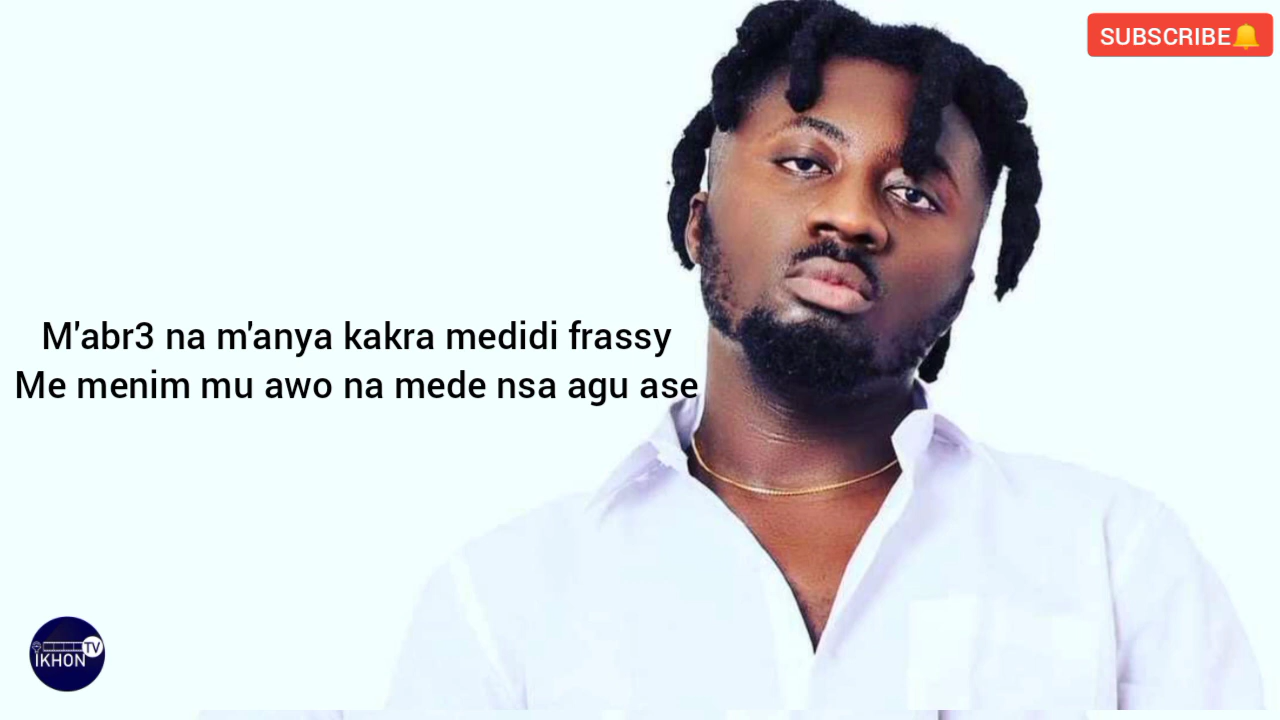 SUBSCRIBE
M'abr3 na m'anya kakra medidi frassy
Me menim mu awo na mede nsa agu ase
TV
IKHON